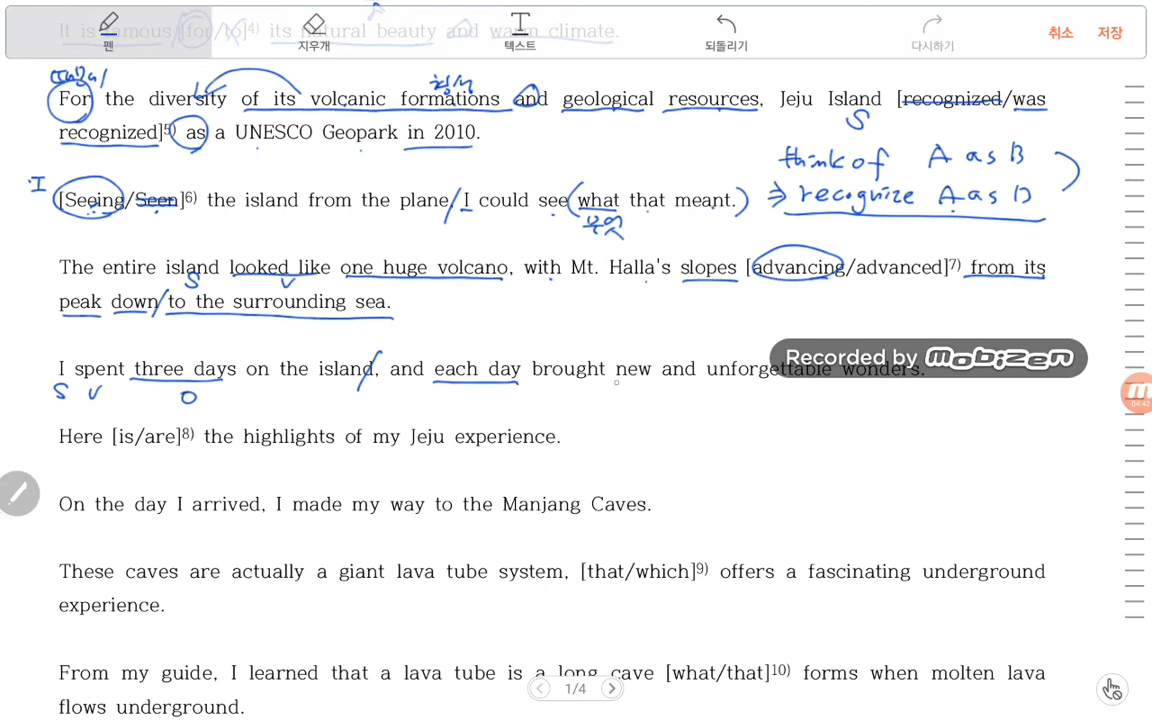 It is famous [for/to]4) its natural beauty and warm climate.
펜
지우개
텍스트
되돌리기
다시하기
취소
저장
For the diversity of its volcanic formations and geological resources, Jeju Island [recognized/was
recognized]5) as a UNESCO Geopark in 2010.
S
think of A as B
⇒ recognize A as B
I
[Seeing/Seen]6) the island from the plane, I could see what that meant.
The entire island looked like one huge volcano, with Mt. Halla's slopes [advancing/advanced]7) from its
S V
peak down to the surrounding sea.
Recorded by mobizen
I spent three days on the island, and each day brought new and unforgettable wonders.
S V O
04:42
Here [is/are]8) the highlights of my Jeju experience.
On the day I arrived, I made my way to the Manjang Caves.
These caves are actually a giant lava tube system, [that/which]9) offers a fascinating underground
experience.
From my guide, I learned that a lava tube is a long cave [what/that]10) forms when molten lava
1/4
flows underground.